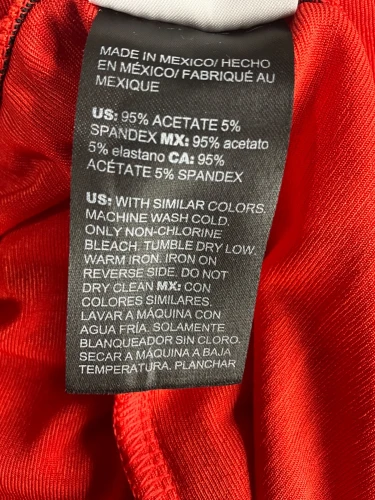 MADE IN MEXICO/ HECHO
EN MÉXICO/ FABRIQUÉ AU
MEXIQUE
US: 95% ACETATE 5%
SPANDEX MX: 95% acetato
5% elastano CA: 95%
ACÉTATE 5% SPANDEX
US: WITH SIMILAR COLORS.
MACHINE WASH COLD.
ONLY NON-CHLORINE
BLEACH. TUMBLE DRY LOW.
WARM IRON. IRON ON
REVERSE SIDE. DO NOT
DRY CLEAN MX: CON
COLORES SIMILARES.
LAVAR A MÁQUINA CON
AGUA FRÍA. SOLAMENTE
BLANQUEADOR SIN CLORO.
SECAR A MÁQUINA A BAJA
TEMPERATURA. PLANCHAR